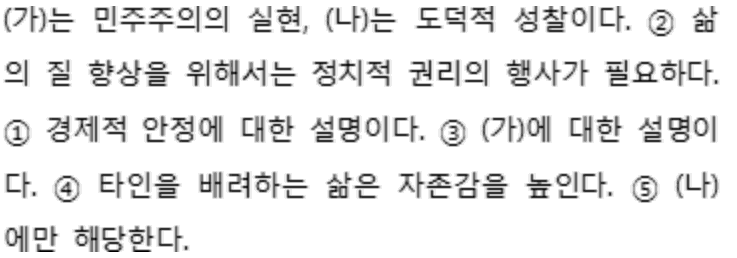 (가)는 민주주의의 실현, (나)는 도덕적 성찰이다. ② 삶
의 질 향상을 위해서는 정치적 권리의 행사가 필요하다.
① 경제적 안정에 대한 설명이다. ③ (가)에 대한 설명이
다. ④ 타인을 배려하는 삶은 자존감을 높인다. ⑤ (나)
에만 해당한다.